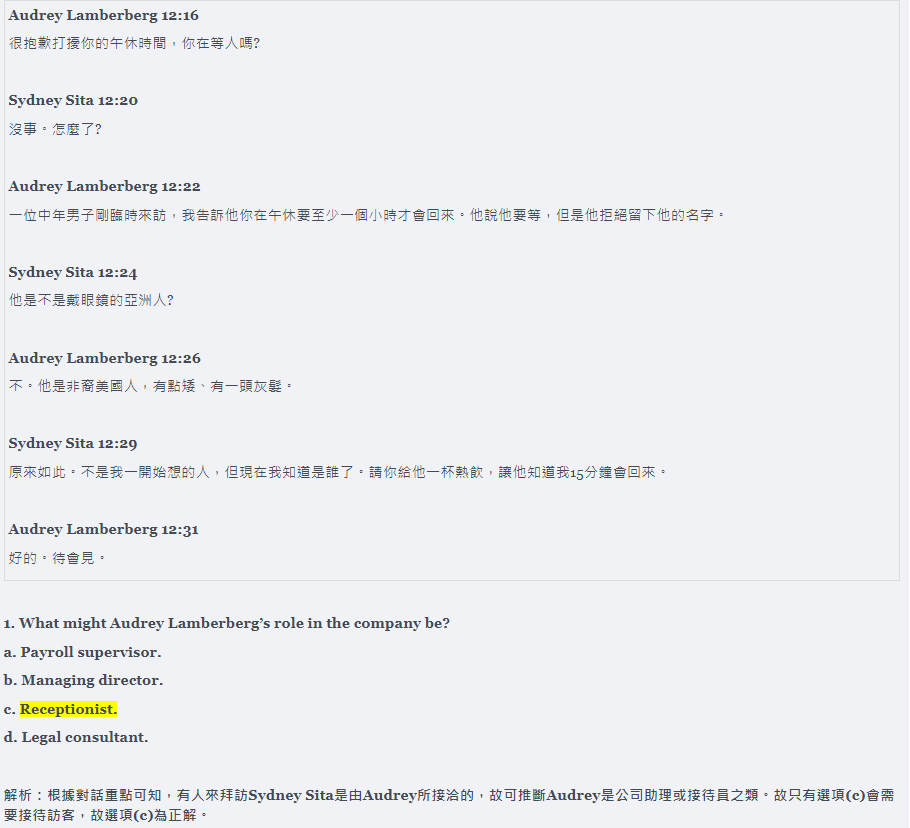 Audrey Lamberberg 12:16
很抱歉打擾你的午休時間，你在等人嗎?
Sydney Sita 12:20
沒事。怎麼了?
Audrey Lamberberg 12:22
一位中年男子剛臨時來訪，我告訴他你在午休要至少一個小時才會回來。他說他要等，但是他拒絕留下他的名字。
Sydney Sita 12:24
他是不是戴眼鏡的亞洲人?
Audrey Lamberberg 12:26
不。他是非裔美國人，有點矮、有一頭灰髮。
Sydney Sita 12:29
原來如此。不是我一開始想的人，但現在我知道是誰了。請你給他一杯熱飲，讓他知道我15分鐘會回來。
Audrey Lamberberg 12:31
好的。待會見。
1. What might Audrey Lamberberg’s role in the company be?
a. Payroll supervisor.
b. Managing director.
c. Receptionist.
d. Legal consultant.
解析：根據對話重點可知，有人來拜訪Sydney Sita是由Audrey所接洽的，故可推斷Audrey是公司助理或接待員之類。故只有選項(c)會需
要接待訪客，故選項(c)為正解。